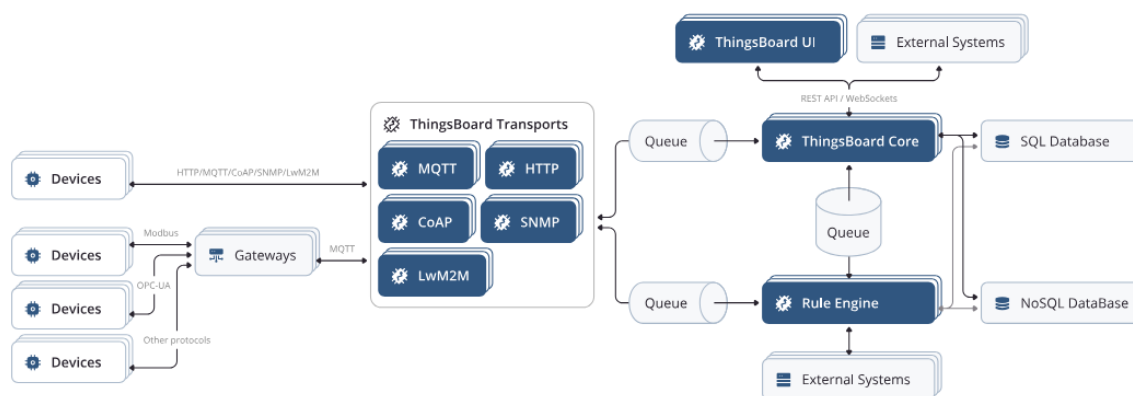 ThingsBoard UI
External Systems
REST API / WebSockets
ThingsBoard Transports
MQTT
HTTP
CoAP
SNMP
LwM2M
Queue
ThingsBoard Core
SQL Database
Devices
HTTP/MQTT/CoAP/SNMP/LwM2M
Devices
Modbus
Gateways
MQTT
Queue
OPC-UA
Devices
Queue
Rule Engine
NoSQL DataBase
Other protocols
Devices
External Systems